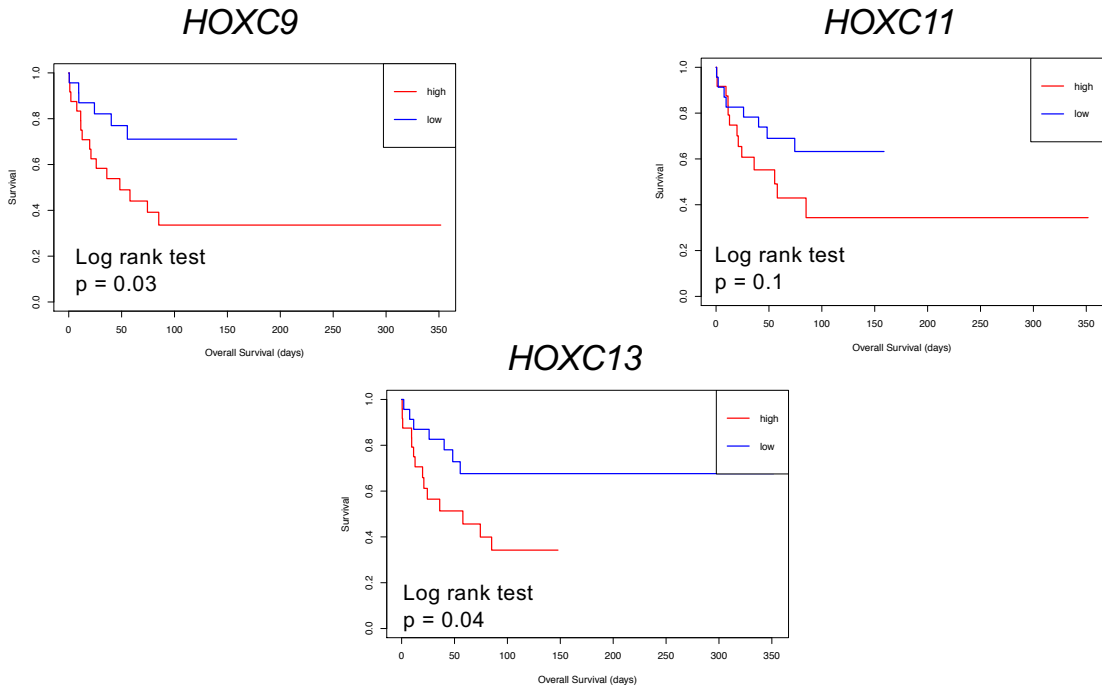 HOXC9
1.0
0.8
0.6
0.4
0.2
0.0
Survival
high
low
Log rank test
p = 0.03
0 50 100 150 200 250 300 350
Overall Survival (days)
HOXC11
1.0
0.8
0.6
0.4
0.2
0.0
Survival
high
low
Log rank test
p = 0.1
0 50 100 150 200 250 300 350
Overall Survival (days)
HOXC13
1.0
0.8
0.6
0.4
0.2
0.0
Survival
high
low
Log rank test
p = 0.04
0 50 100 150 200 250 300 350
Overall Survival (days)